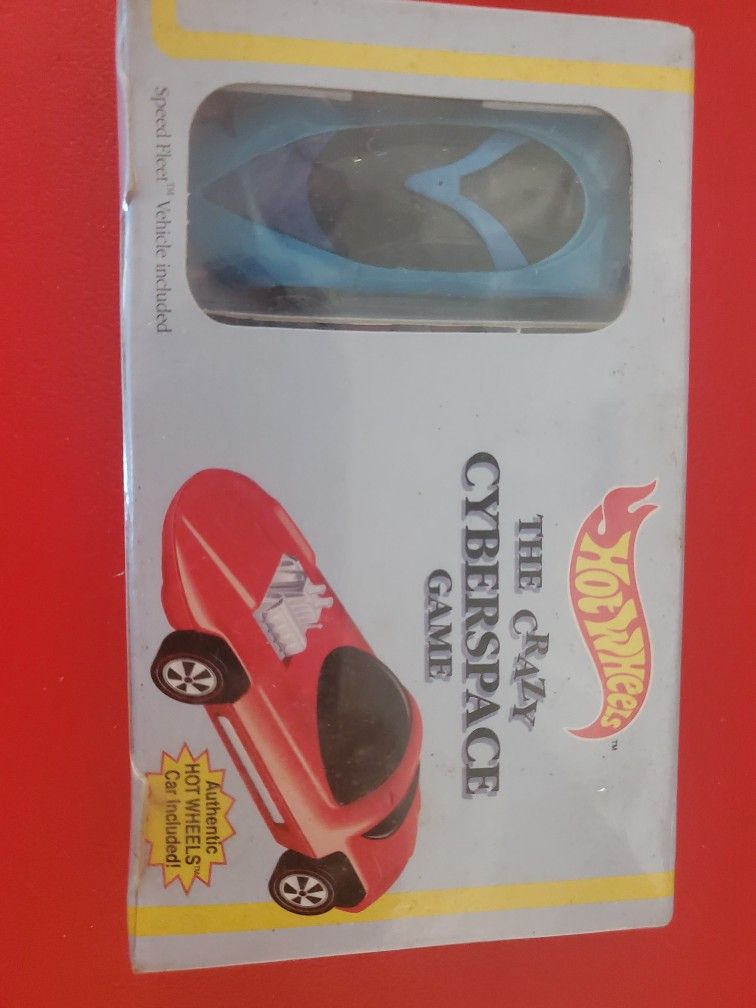 HOT WHEELS™
THE CRAZY
CYBERSPACE
GAME
Speed Fleet™ Vehicle included
Authentic
HOT WHEELS™
Car Included!